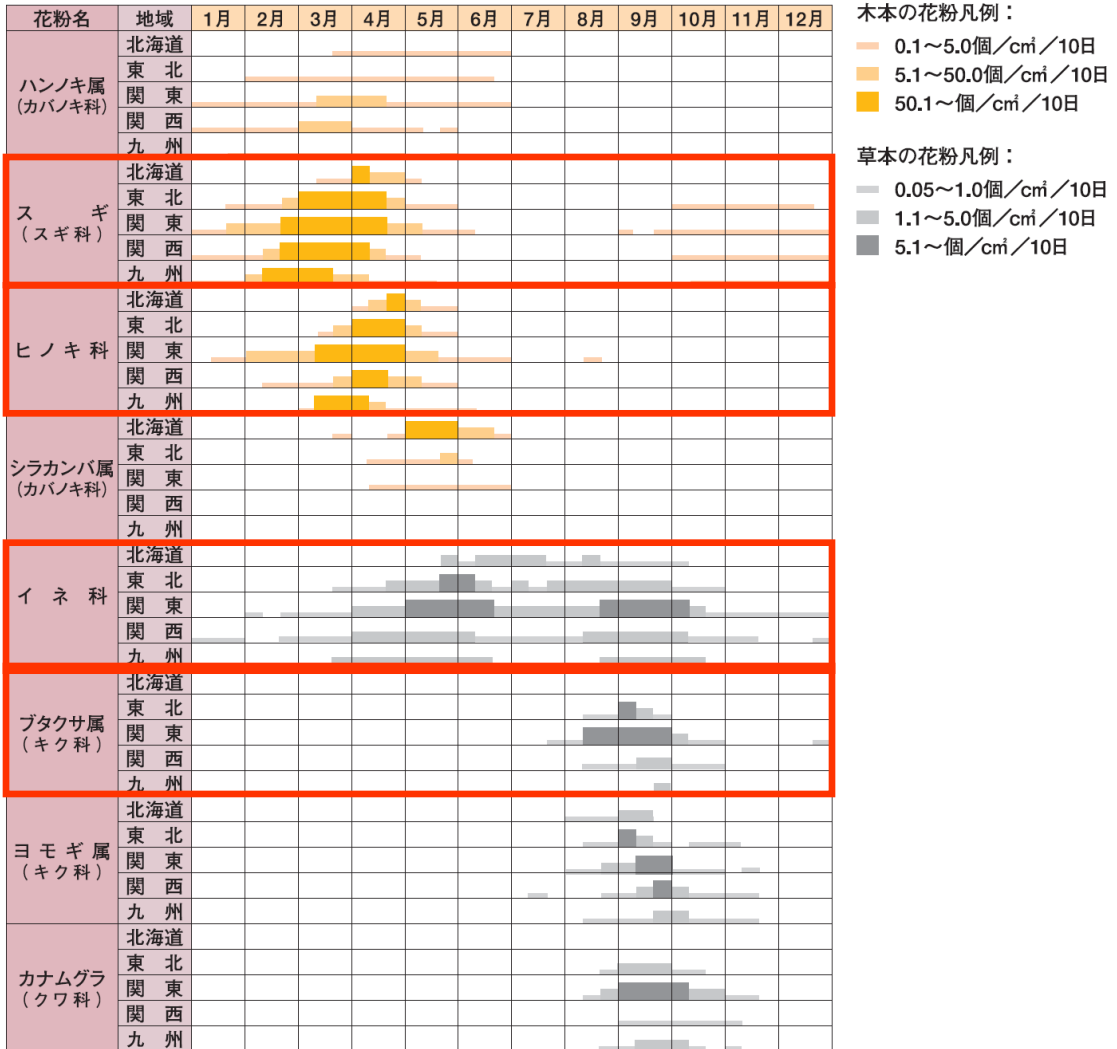 花粉名 地域 1月 2月 3月 4月 5月 6月 7月 8月 9月 10月 11月 12月
ハンノキ属
(カバノキ科)
北海道
東 北
関 東
関 西
九 州
ス ギ
(スギ科)
北海道
東 北
関 東
関 西
九 州
ヒノキ科
北海道
東 北
関 東
関 西
九 州
シラカンバ属
(カバノキ科)
北海道
東 北
関 東
関 西
九 州
イ ネ 科
北海道
東 北
関 東
関 西
九 州
ブタクサ属
(キク科)
北海道
東 北
関 東
関 西
九 州
ヨモギ属
(キク科)
北海道
東 北
関 東
関 西
九 州
カナムグラ
(クワ科)
北海道
東 北
関 東
関 西
九 州
木本の花粉凡例:
0.1~5.0個/c㎡/10日
5.1~50.0個/c㎡/10日
50.1~個/c㎡/10日
草本の花粉凡例:
0.05~1.0個/c㎡/10日
1.1~5.0個/c㎡/10日
5.1~個/c㎡/10日